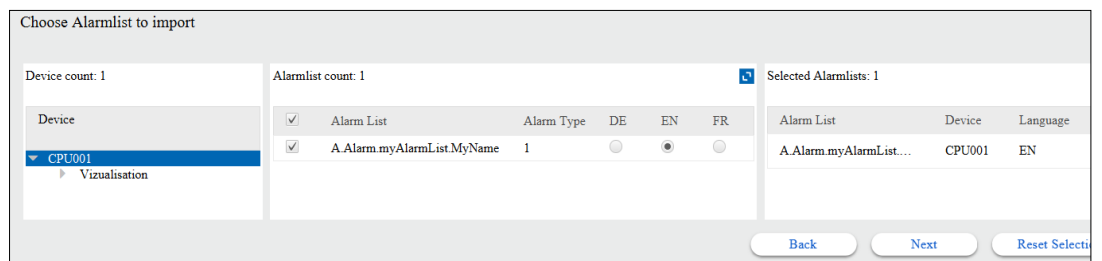 Choose Alarmlist to import
Device count: 1
Alarmlist count: 1
Selected Alarmlists: 1
Device
Alarm List Alarm Type DE EN FR
Alarm List Device Language
CPU001
Vizualisation
A.Alarm.myAlarmList.MyName 1
A.Alarm.myAlarmList.... CPU001 EN
Back Next Reset Selecti